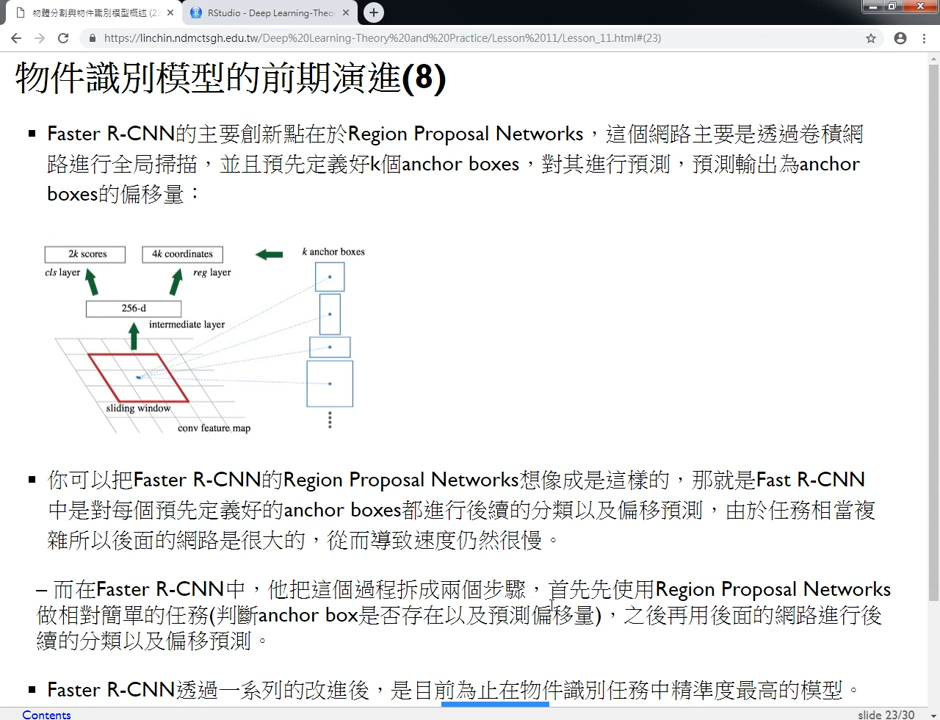 物體分割與物件識別模型概述 (2
RStudio - Deep Learning-Theo
https://linchin.ndmctsgh.edu.tw/Deep%20Learning-Theory%20and%20Practice/Lesson%2011/Lesson_11.html#(23)
物件識別模型的前期演進(8)
▪ Faster R-CNN的主要創新點在於Region Proposal Networks，這個網路主要是透過卷積網
路進行全局掃描，並且預先定義好k個anchor boxes，對其進行預測，預測輸出為anchor
boxes的偏移量：
2k scores 4k coordinates k anchor boxes
cls layer reg layer
256-d
intermediate layer
sliding window
conv feature map
▪ 你可以把Faster R-CNN的Region Proposal Networks想像成是這樣的，那就是Fast R-CNN
中是對每個預先定義好的anchor boxes都進行後續的分類以及偏移預測，由於任務相當複
雜所以後面的網路是很大的，從而導致速度仍然很慢。
– 而在Faster R-CNN中，他把這個過程拆成兩個步驟，首先先使用Region Proposal Networks
做相對簡單的任務(判斷anchor box是否存在以及預測偏移量)，之後再用後面的網路進行後
續的分類以及偏移預測。
▪ Faster R-CNN透過一系列的改進後，是目前為止在物件識別任務中精準度最高的模型。
Contents slide 23/30